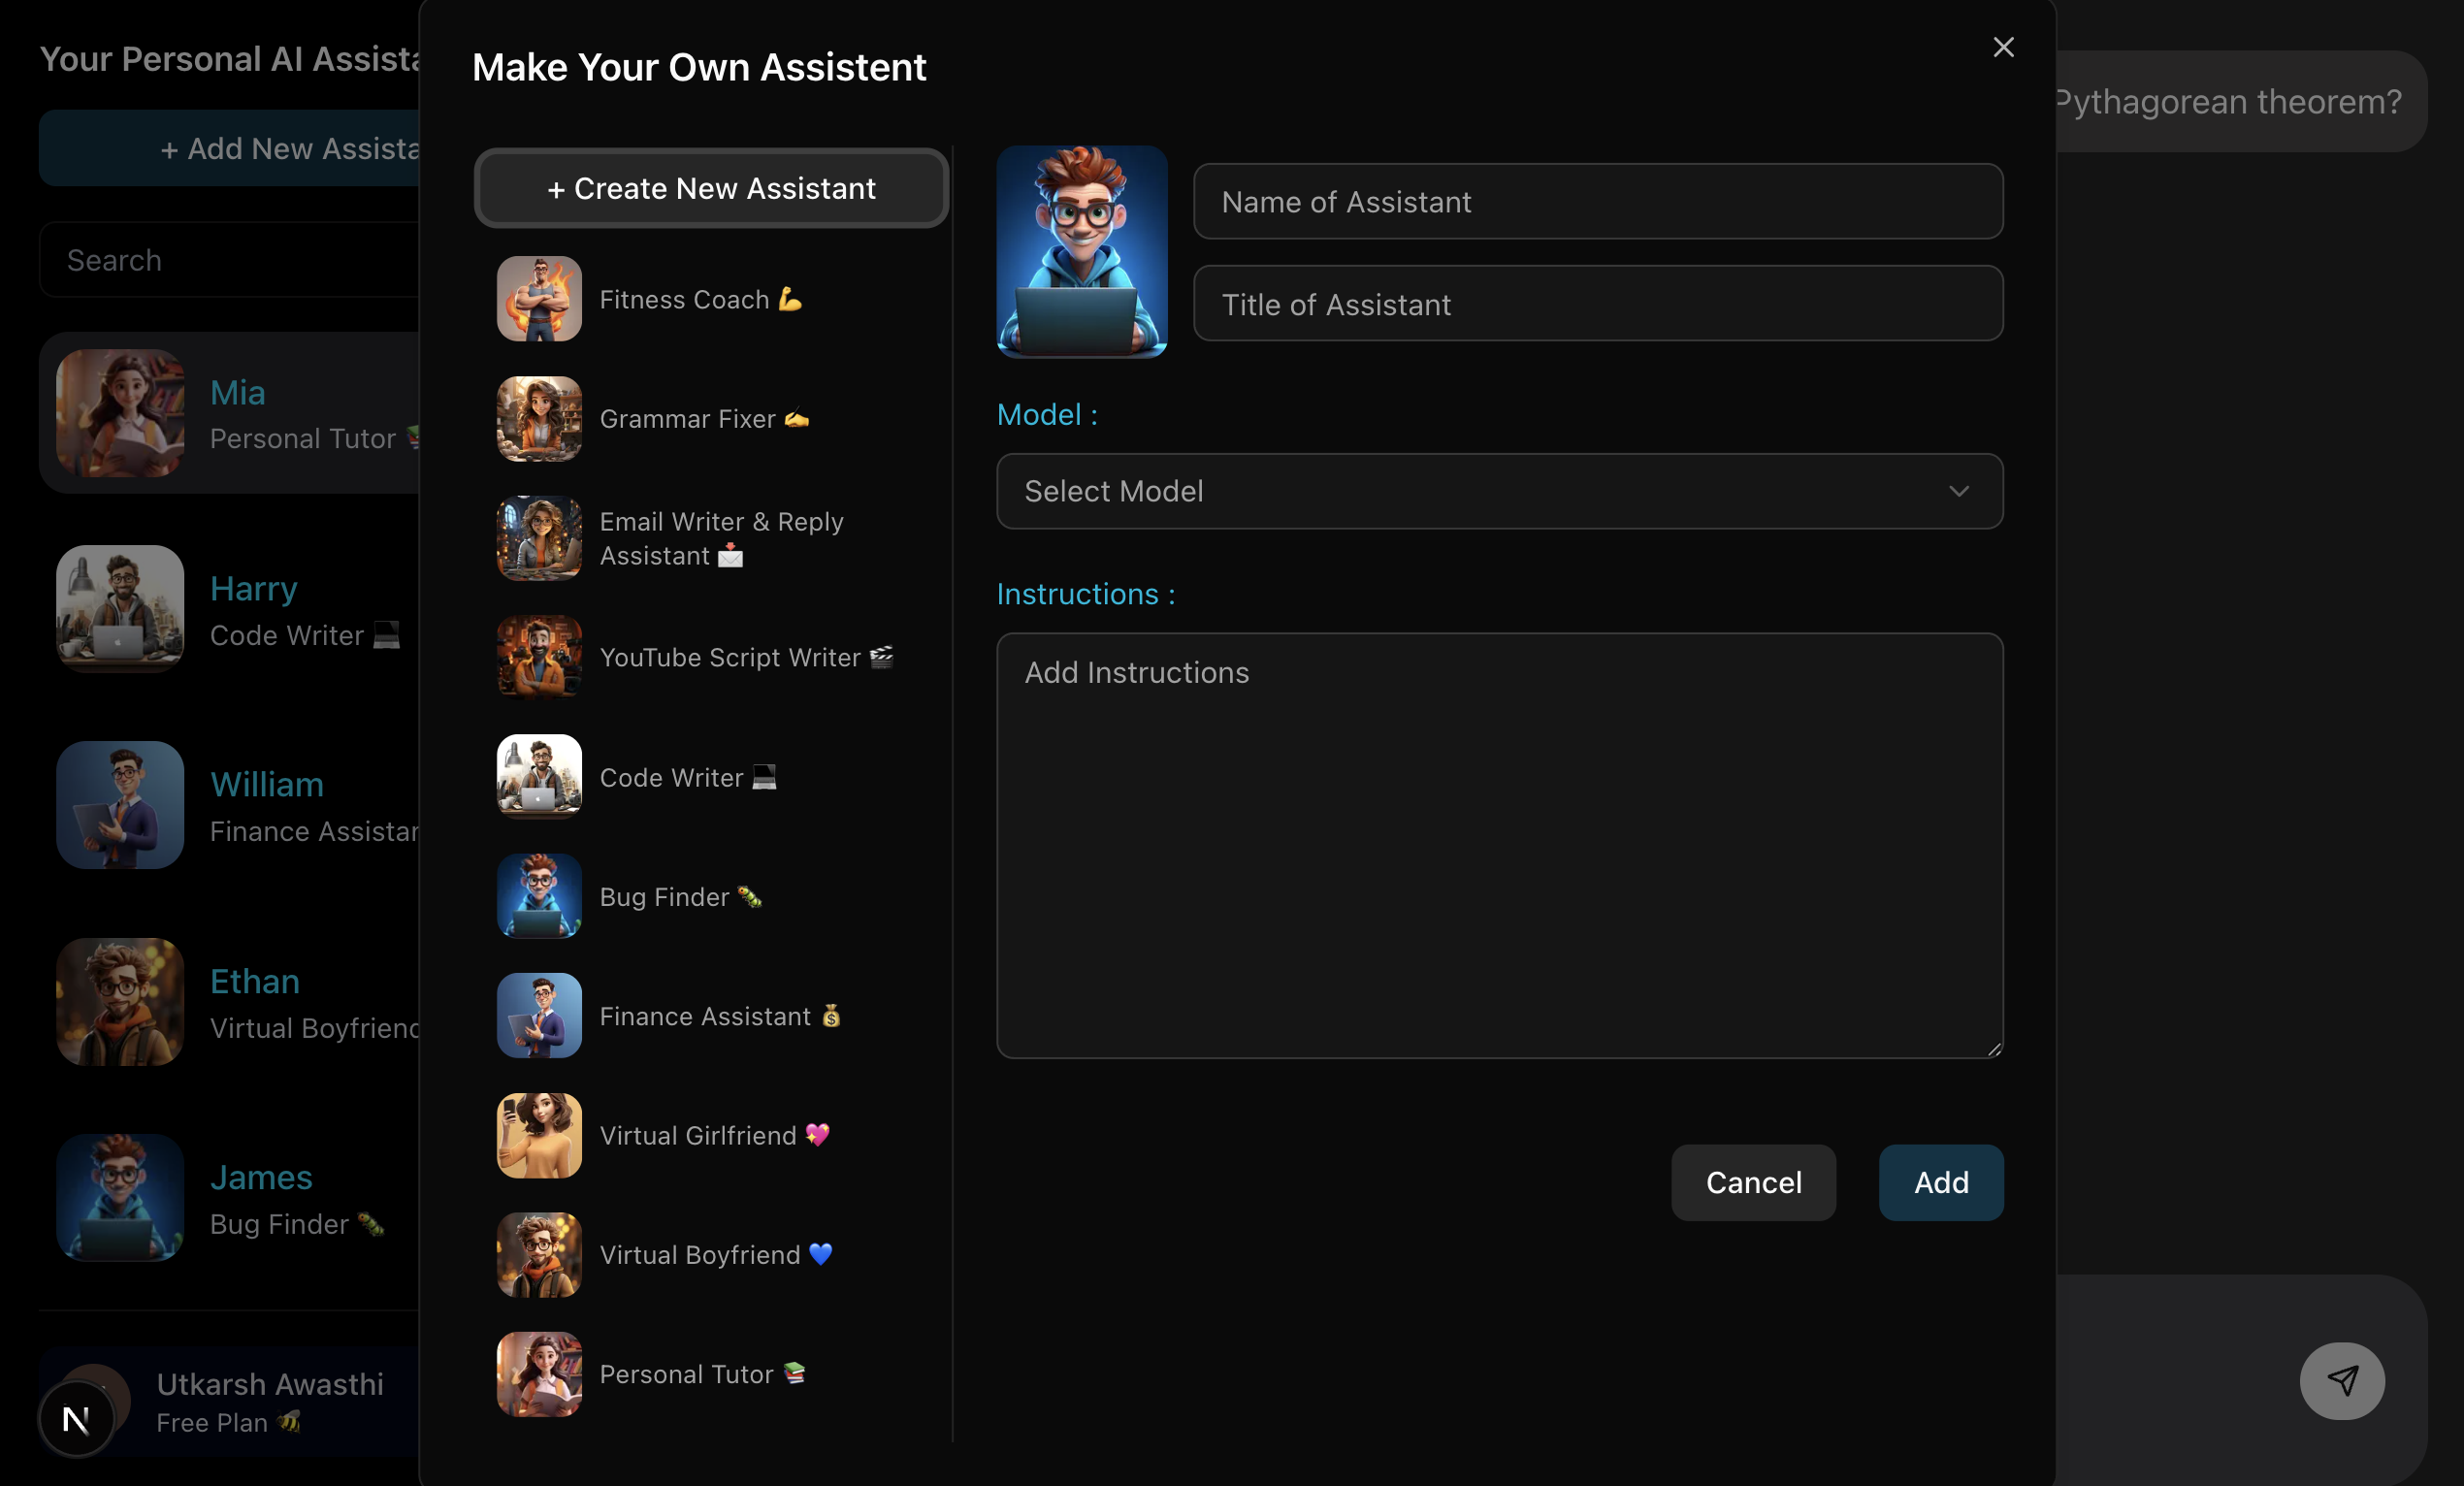 Your Personal AI Assista
+ Add New Assista
Search
Mia
Personal Tutor 📚
Harry
Code Writer 💻
William
Finance Assistan
Ethan
Virtual Boyfriend
James
Bug Finder 🐛
Utkarsh Awasthi
Free Plan 🐝
N
Make Your Own Assistent
+ Create New Assistant
Fitness Coach 💪
Grammar Fixer ✍️
Email Writer & Reply
Assistant 📩
YouTube Script Writer 🎬
Code Writer 💻
Bug Finder 🐛
Finance Assistant 💰
Virtual Girlfriend 💖
Virtual Boyfriend 💙
Personal Tutor 📚
Name of Assistant
Title of Assistant
Model :
Select Model
Instructions :
Add Instructions
Cancel
Add
Pythagorean theorem?